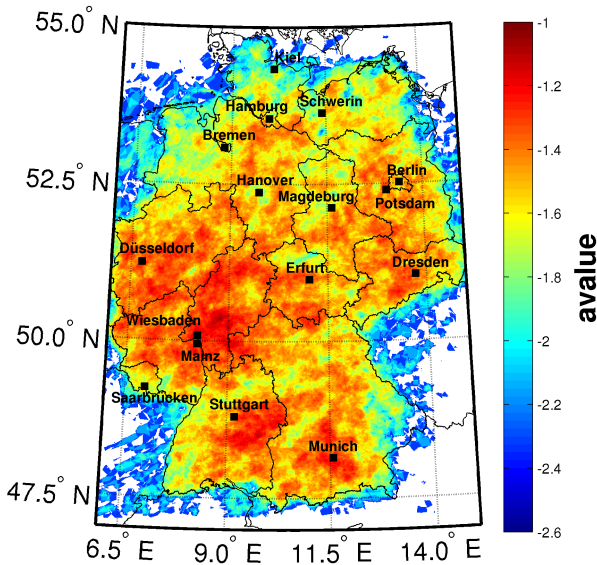 55.0° N
-1
Kiel
-1.2
Hamburg
Schwerin
Bremen
-1.4
52.5° N
Hanover
Berlin
Magdeburg
Potsdam
-1.6
Düsseldorf
Erfurt
Dresden
-1.8
avalue
-2
Wiesbaden
50.0° N
Mainz
-2.2
Saarbrücken
Stuttgart
Munich
-2.4
47.5° N
-2.6
6.5° E
9.0° E
11.5° E
14.0° E